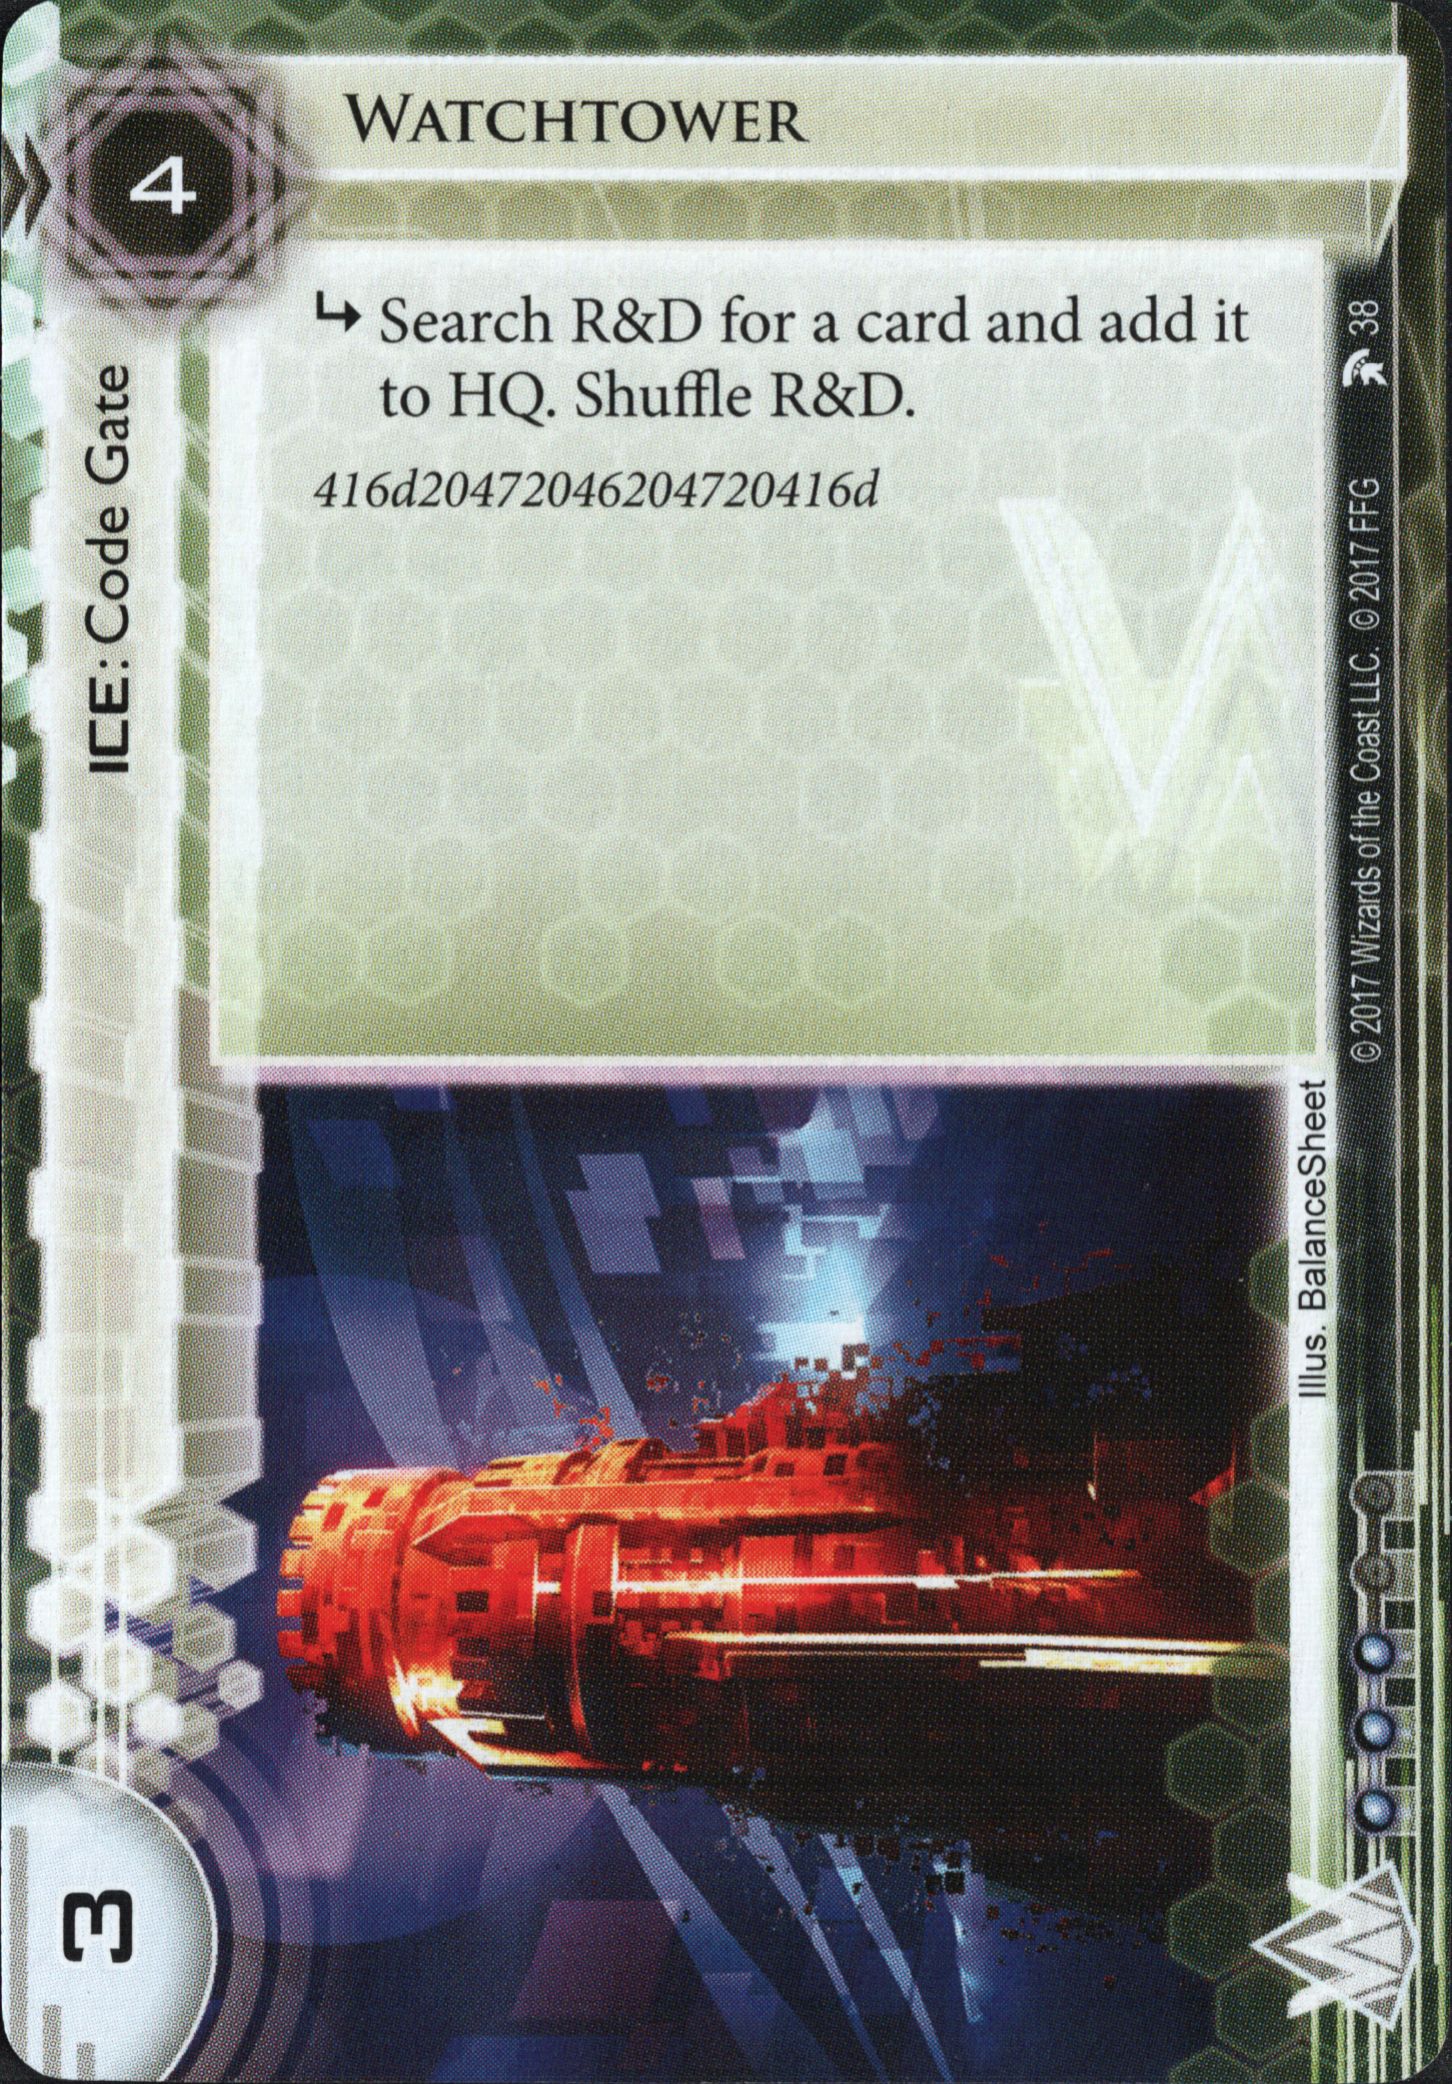 4
WATCHTOWER
Search R&D for a card and add it
to HQ. Shuffle R&D.
416d20472046204720416d
ICE: Code Gate
3
Illus. BalanceSheet
© 2017 Wizards of the Coast LLC. © 2017 FFG 38